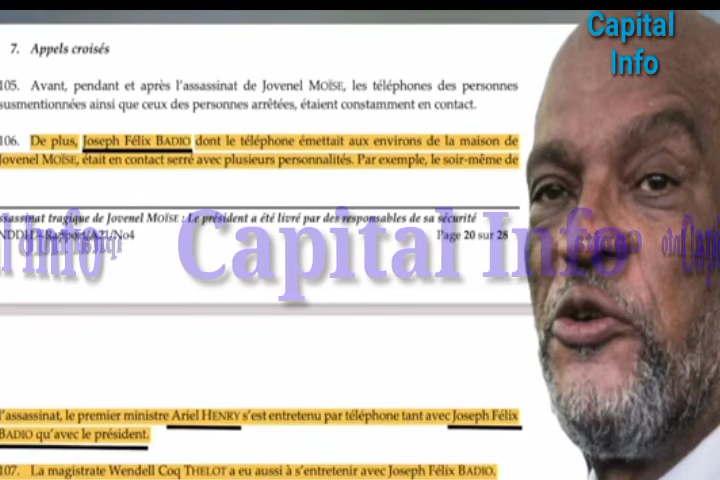 Capital
Info
7. Appels croisés
105. Avant, pendant et après l'assassinat de Jovenel MOÏSE, les téléphones des personnes
susmentionnées ainsi que ceux des personnes arrêtées, étaient constamment en contact.
106. De plus, Joseph Félix BADIO dont le téléphone émettait aux environs de la maison de
Jovenel MOÏSE, était en contact serré avec plusieurs personnalités. Par exemple, le soir-même de
ssassinat tragique de Jovenel MOÏSE : Le président a été livré par des responsables de sa sécurité
Page 20 sur 28
Capital Info
l'assassinat, le premier ministre Ariel HENRY s'est entretenu par téléphone tant avec Joseph Félix
BADIO qu'avec le président.
107. La magistrate Wendell Coq THELOT a eu aussi à s'entretenir avec Joseph Félix BADIO.